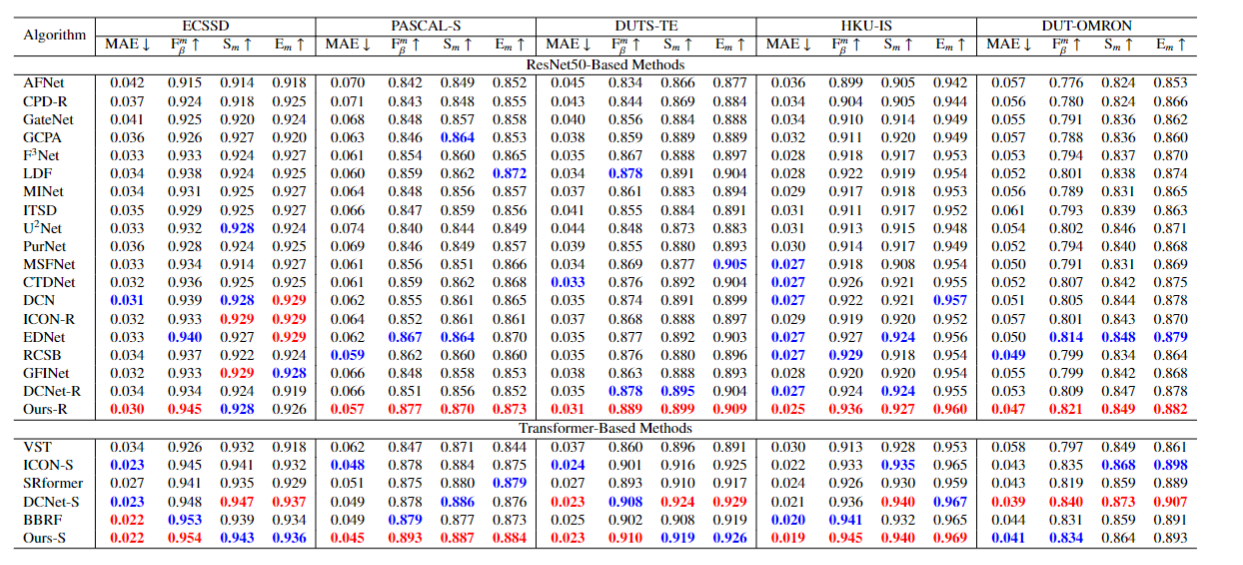 Algorithm ECSSD PASCAL-S DUTS-TE HKU-IS DUT-OMRON
MAE ↓ F^m_β ↑ S_m ↑ E_m ↑ MAE ↓ F^m_β ↑ S_m ↑ E_m ↑ MAE ↓ F^m_β ↑ S_m ↑ E_m ↑ MAE ↓ F^m_β ↑ S_m ↑ E_m ↑ MAE ↓ F^m_β ↑ S_m ↑ E_m ↑
ResNet50-Based Methods
AFNet 0.042 0.915 0.914 0.918 0.070 0.842 0.849 0.852 0.045 0.834 0.866 0.877 0.036 0.899 0.905 0.942 0.057 0.776 0.824 0.853
CPD-R 0.037 0.924 0.918 0.925 0.071 0.843 0.848 0.855 0.043 0.844 0.869 0.884 0.034 0.904 0.905 0.944 0.056 0.780 0.824 0.866
GateNet 0.041 0.925 0.920 0.924 0.068 0.848 0.857 0.858 0.040 0.856 0.884 0.888 0.034 0.910 0.914 0.949 0.055 0.791 0.836 0.862
GCPA 0.036 0.926 0.927 0.920 0.063 0.846 0.864 0.853 0.038 0.859 0.889 0.889 0.032 0.911 0.920 0.949 0.057 0.788 0.836 0.860
F³Net 0.033 0.933 0.924 0.927 0.061 0.854 0.860 0.865 0.035 0.867 0.888 0.897 0.028 0.918 0.917 0.953 0.053 0.794 0.837 0.870
LDF 0.034 0.938 0.924 0.925 0.060 0.859 0.862 0.872 0.034 0.878 0.891 0.904 0.028 0.922 0.919 0.954 0.052 0.801 0.838 0.874
MINet 0.034 0.931 0.925 0.927 0.064 0.848 0.856 0.857 0.037 0.861 0.883 0.894 0.029 0.917 0.918 0.953 0.056 0.789 0.831 0.865
ITSD 0.035 0.929 0.925 0.927 0.066 0.847 0.859 0.856 0.041 0.855 0.884 0.891 0.031 0.911 0.917 0.952 0.061 0.793 0.839 0.863
U²Net 0.033 0.932 0.928 0.924 0.074 0.840 0.844 0.849 0.044 0.848 0.873 0.883 0.031 0.913 0.915 0.948 0.054 0.802 0.846 0.871
PurNet 0.036 0.928 0.924 0.925 0.069 0.846 0.849 0.857 0.039 0.855 0.880 0.893 0.030 0.914 0.917 0.949 0.052 0.794 0.840 0.868
MSFNet 0.033 0.934 0.914 0.927 0.061 0.856 0.851 0.866 0.034 0.869 0.877 0.905 0.027 0.918 0.908 0.954 0.050 0.791 0.831 0.869
CTDNet 0.032 0.936 0.925 0.925 0.061 0.859 0.862 0.868 0.033 0.876 0.892 0.904 0.027 0.926 0.921 0.955 0.052 0.807 0.842 0.875
DCN 0.031 0.939 0.928 0.929 0.062 0.855 0.861 0.865 0.035 0.874 0.891 0.899 0.027 0.922 0.921 0.957 0.051 0.805 0.844 0.878
ICON-R 0.032 0.933 0.929 0.929 0.064 0.852 0.861 0.861 0.037 0.868 0.888 0.897 0.029 0.919 0.920 0.952 0.057 0.801 0.843 0.870
EDNet 0.033 0.940 0.927 0.929 0.062 0.867 0.864 0.870 0.035 0.877 0.892 0.903 0.027 0.927 0.924 0.956 0.050 0.814 0.848 0.879
RCSB 0.034 0.937 0.922 0.924 0.059 0.862 0.860 0.860 0.035 0.876 0.880 0.896 0.027 0.929 0.918 0.954 0.049 0.799 0.834 0.864
GFINet 0.032 0.933 0.929 0.928 0.066 0.848 0.858 0.853 0.038 0.863 0.888 0.893 0.028 0.920 0.920 0.954 0.055 0.799 0.842 0.868
DCNet-R 0.034 0.934 0.924 0.919 0.066 0.851 0.856 0.852 0.035 0.878 0.895 0.904 0.027 0.924 0.924 0.955 0.053 0.809 0.847 0.878
Ours-R 0.030 0.945 0.928 0.926 0.057 0.877 0.870 0.873 0.031 0.889 0.899 0.909 0.025 0.936 0.927 0.960 0.047 0.821 0.849 0.882
Transformer-Based Methods
VST 0.034 0.926 0.932 0.918 0.062 0.847 0.871 0.844 0.037 0.860 0.896 0.891 0.030 0.913 0.928 0.953 0.058 0.797 0.849 0.861
ICON-S 0.023 0.945 0.941 0.932 0.048 0.878 0.884 0.875 0.024 0.901 0.916 0.925 0.022 0.933 0.935 0.965 0.043 0.835 0.868 0.898
SRformer 0.027 0.941 0.935 0.929 0.051 0.875 0.880 0.879 0.027 0.893 0.910 0.917 0.024 0.926 0.930 0.959 0.043 0.819 0.859 0.889
DCNet-S 0.023 0.948 0.947 0.937 0.049 0.878 0.886 0.876 0.023 0.908 0.924 0.929 0.021 0.936 0.940 0.967 0.039 0.840 0.873 0.907
BBRF 0.022 0.953 0.939 0.934 0.049 0.879 0.877 0.873 0.025 0.902 0.908 0.919 0.020 0.941 0.932 0.965 0.044 0.831 0.859 0.891
Ours-S 0.022 0.954 0.943 0.936 0.045 0.893 0.887 0.884 0.023 0.910 0.919 0.926 0.019 0.945 0.940 0.969 0.041 0.834 0.864 0.893